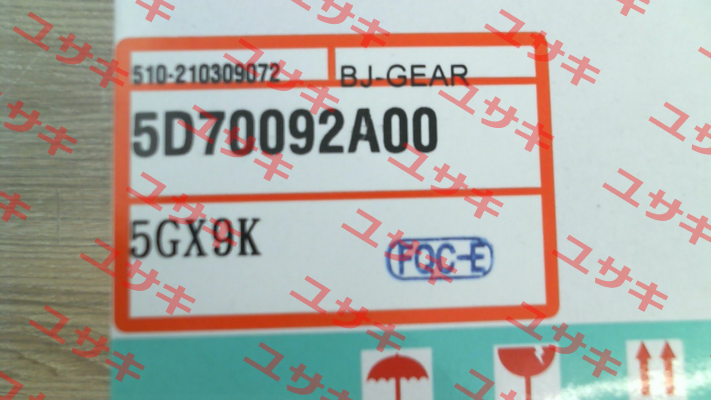 510-210309072
BJ-GEAR
5D70092A00
5GX9K
FQC-E
ユサキ